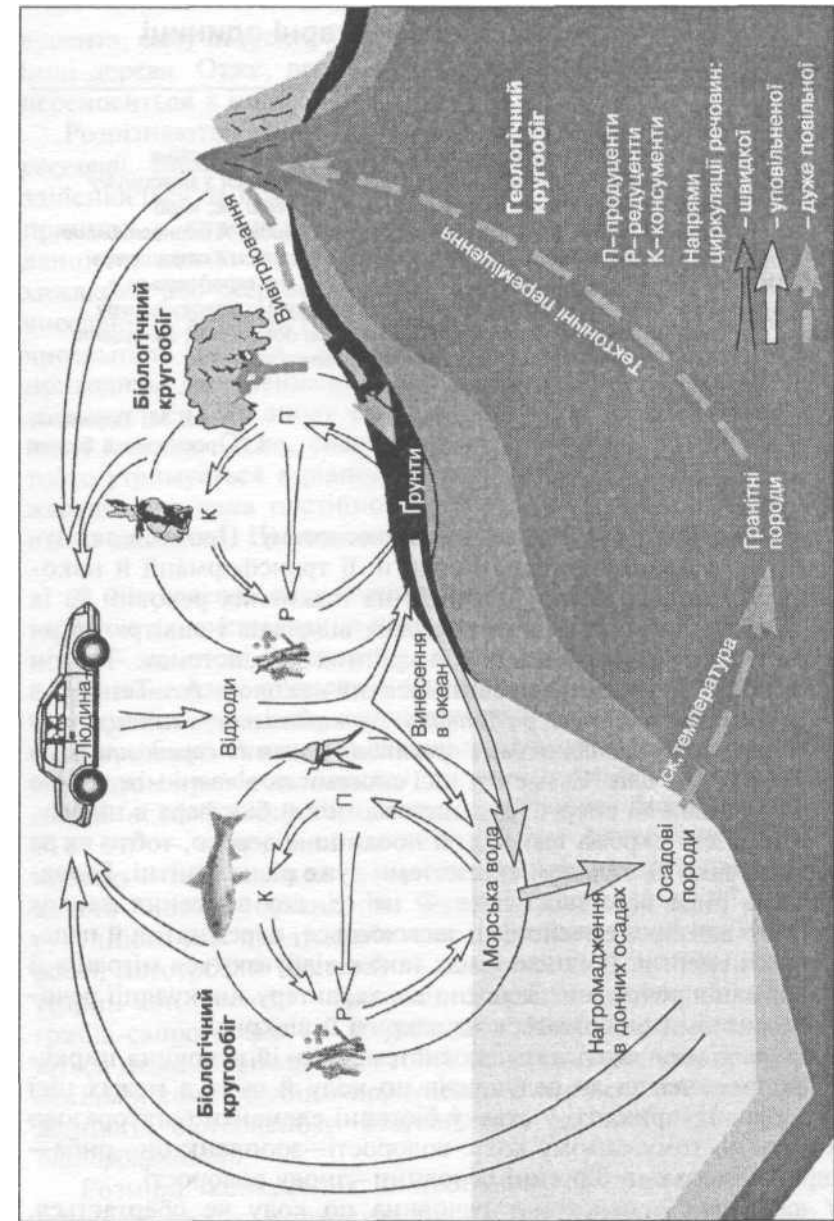 Людина
Біологічний
кругообіг
К
П
Р
Відходи
Біологічний
кругообіг
К
П
Р
Вивітрювання
Ґрунти
Винесення
в океан
Морська вода
Нагромадження
в донних осадах
Осадові
породи
температура
Гранітні
породи
Тектонічні переміщення
Геологічний
кругообіг
П – продуценти
Р – редуценти
К – консументи
Напрями
циркуляції речовин:
– швидкої
– уповільненої
– дуже повільної